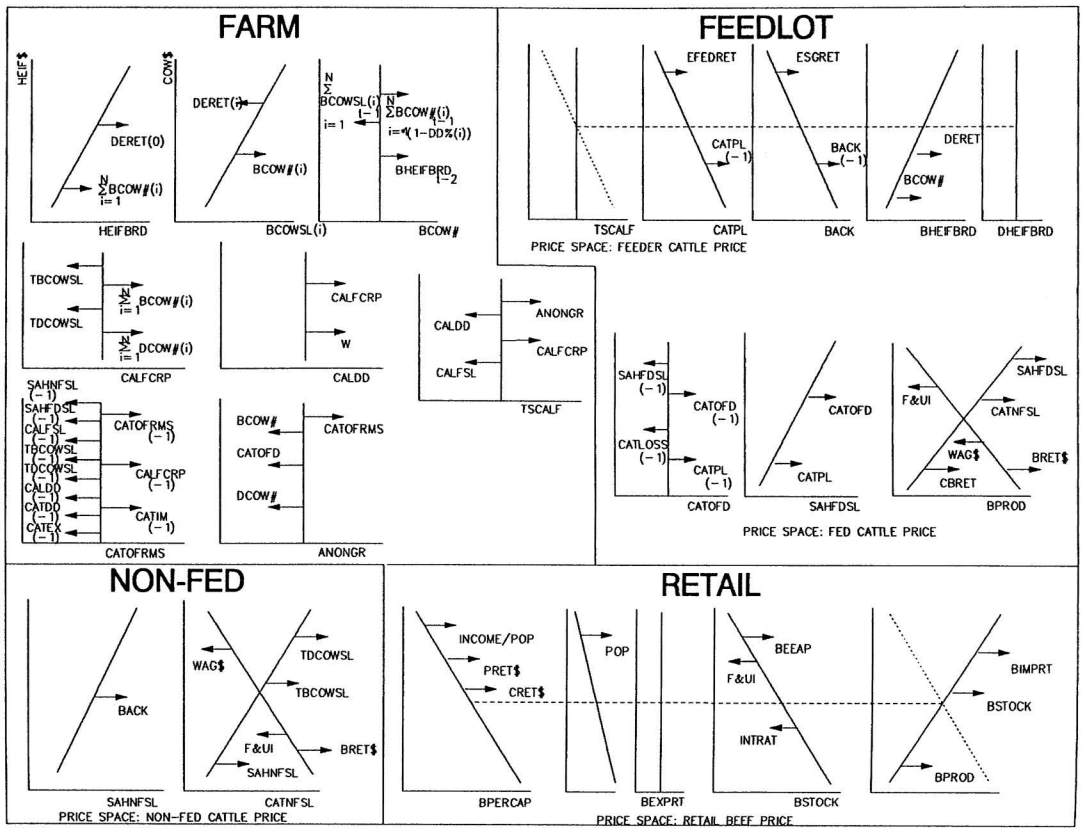 FARM
HEIF$
DERET(0)
N
ΣBCOW#(i)
i=1
HEIFBRD
COW$
DERET(i)
BCOW#(i)
BCOWSL(i)
N
Σ
BCOWSL(i)
t-1
i=1
N
ΣBCOW#(i)
t-1
(1-DD%(i))
BHEIFBRD
t-2
BCOW#
TBCOWSL
BCOW#(i)
i=1
TDCOWSL
DCOW#(i)
i=1
CALFCRP
CALFCRP
W
CALDD
ANONGR
CALDD
CALFCRP
CALFSL
TSCALF
SAHNFSL
(-1)
SAHFDSL
(-1)
CALFSL
(-1)
TBCOWSL
(-1)
TDCOWSL
(-1)
CALDD
(-1)
CATDD
(-1)
CATEX
(-1)
CATOFRMS
(-1)
CALFCRP
(-1)
CATIM
(-1)
CATOFRMS
BCOW#
CATOFRMS
CATOFD
DCOW#
ANONGR
FEEDLOT
TSCALF
EFEDRET
CATPL
(-1)
CATPL
ESGRET
BACK
(-1)
BACK
DERET
BCOW#
BHEIFBRD
DHEIFBRD
PRICE SPACE: FEEDER CATTLE PRICE
SAHFDSL
(-1)
CATOFD
(-1)
CATLOSS
(-1)
CATPL
(-1)
CATOFD
CATOFD
CATPL
SAHFDSL
SAHFDSL
F&UI
CATNFSL
WAG$
CBRET
BRET$
BPROD
PRICE SPACE: FED CATTLE PRICE
NON-FED
BACK
SAHNFSL
WAG$
TDCOWSL
TBCOWSL
F&UI
SAHNFSL
BRET$
CATNFSL
PRICE SPACE: NON-FED CATTLE PRICE
RETAIL
INCOME/POP
PRET$
CRET$
BPERCAP
POP
BEXPRT
BEEAP
F&UI
INTRAT
BSTOCK
BIMPRT
BSTOCK
BPROD
PRICE SPACE: RETAIL BEEF PRICE